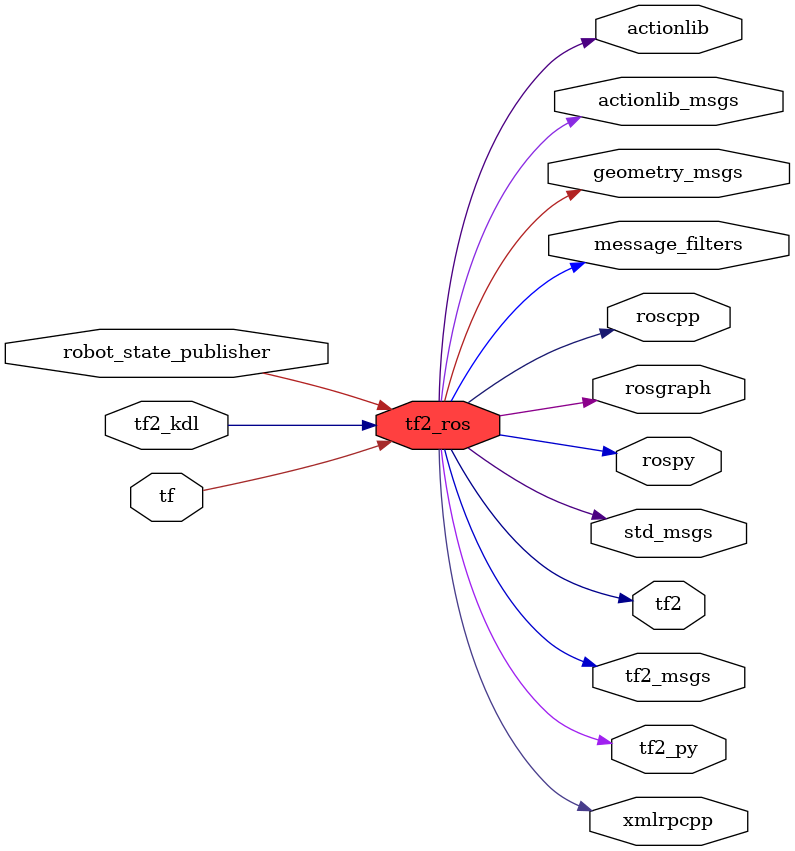 actionlib
actionlib_msgs
geometry_msgs
message_filters
roscpp
robot_state_publisher
rosgraph
tf2_kdl
tf2_ros
rospy
tf
std_msgs
tf2
tf2_msgs
tf2_py
xmlrpcpp